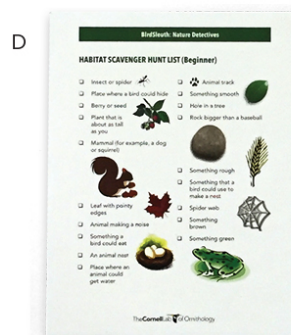 D
BirdSleuth: Nature Detectives
HABITAT SCAVENGER HUNT LIST (Beginner)
Insect or spider
Place where a bird could hide
Berry or seed
Plant that is
about as tall
as you
Mammal (for example, a dog
or squirrel)
Leaf with pointy
edges
Animal making a noise
Something a
bird could eat
An animal nest
Place where an
animal could
get water
Animal track
Something smooth
Hole in a tree
Rock bigger than a baseball
Something rough
Something that a
bird could use to
make a nest
Spider web
Something
brown
Something green
TheCornellLab of Ornithology